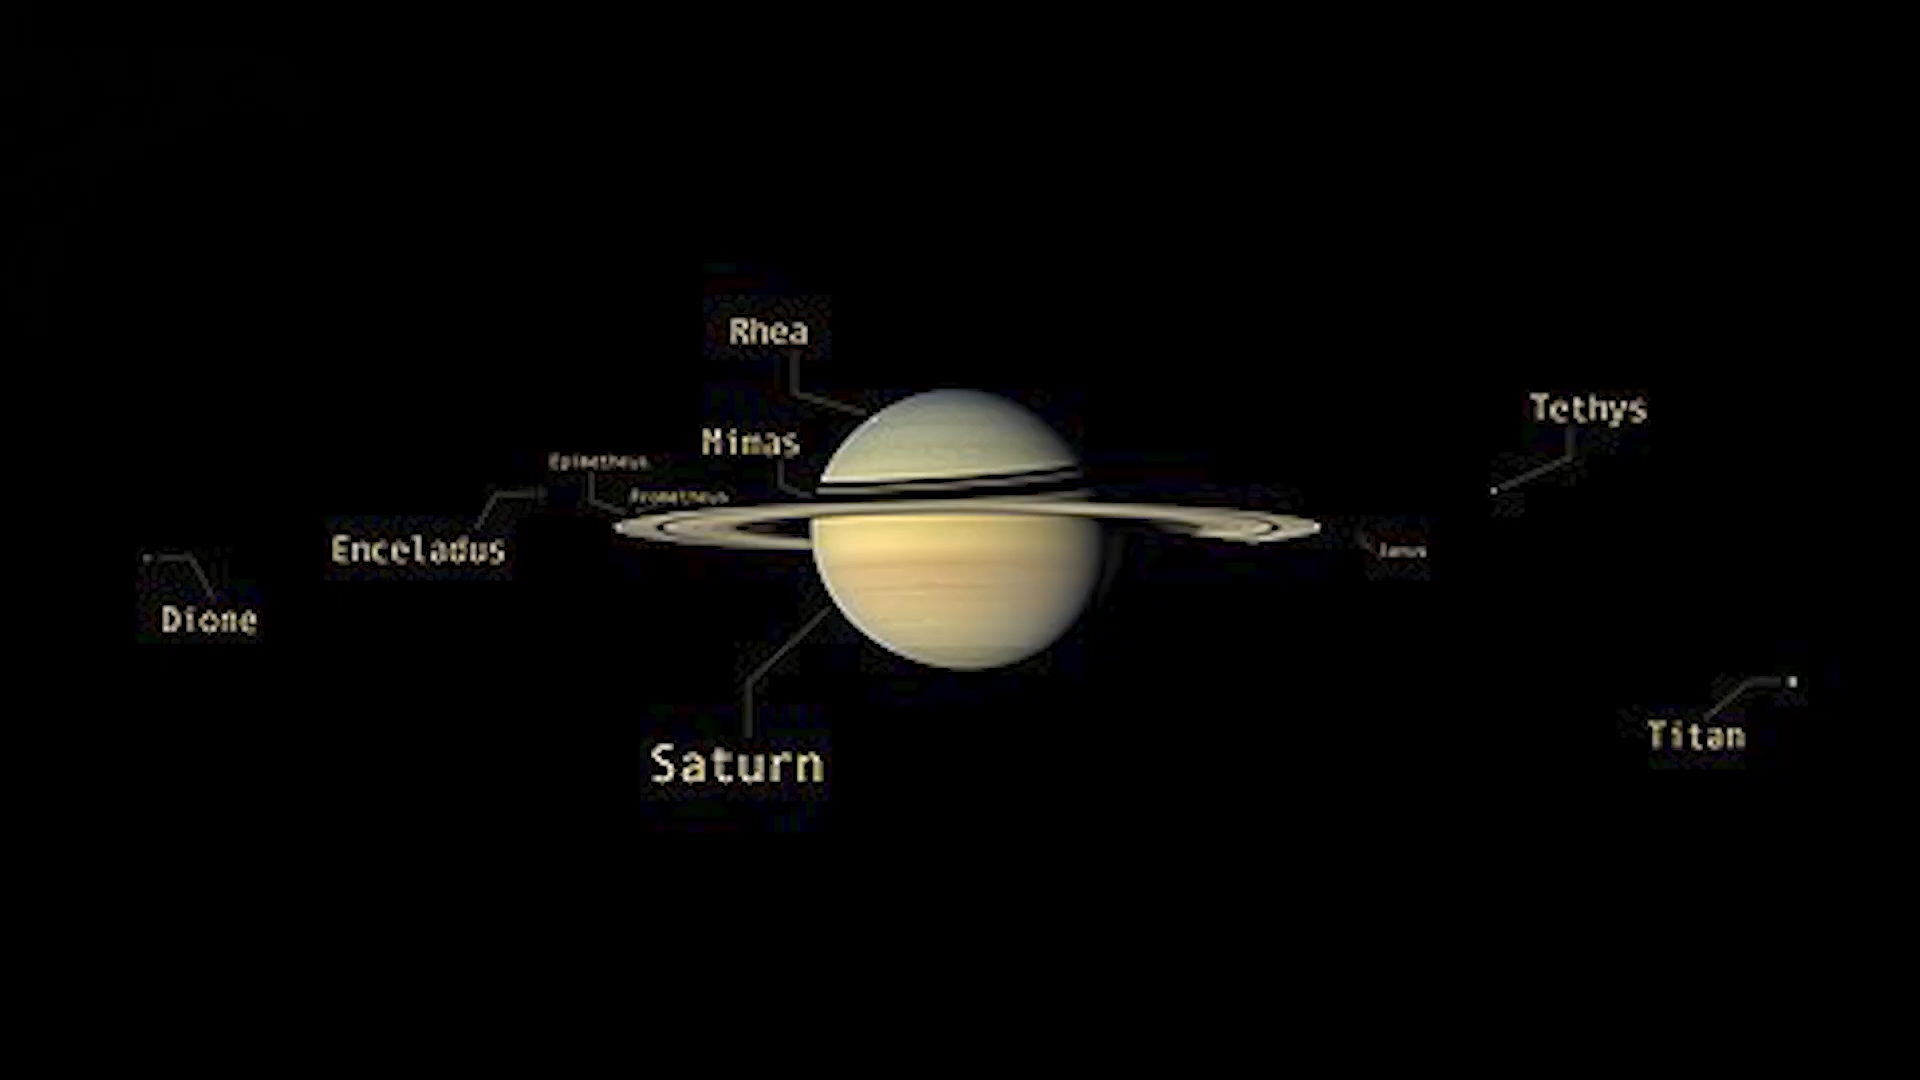 Rhea
Tethys
Mimas
Epimetheus
Prometheus
Enceladus
Janus
Dione
Titan
Saturn